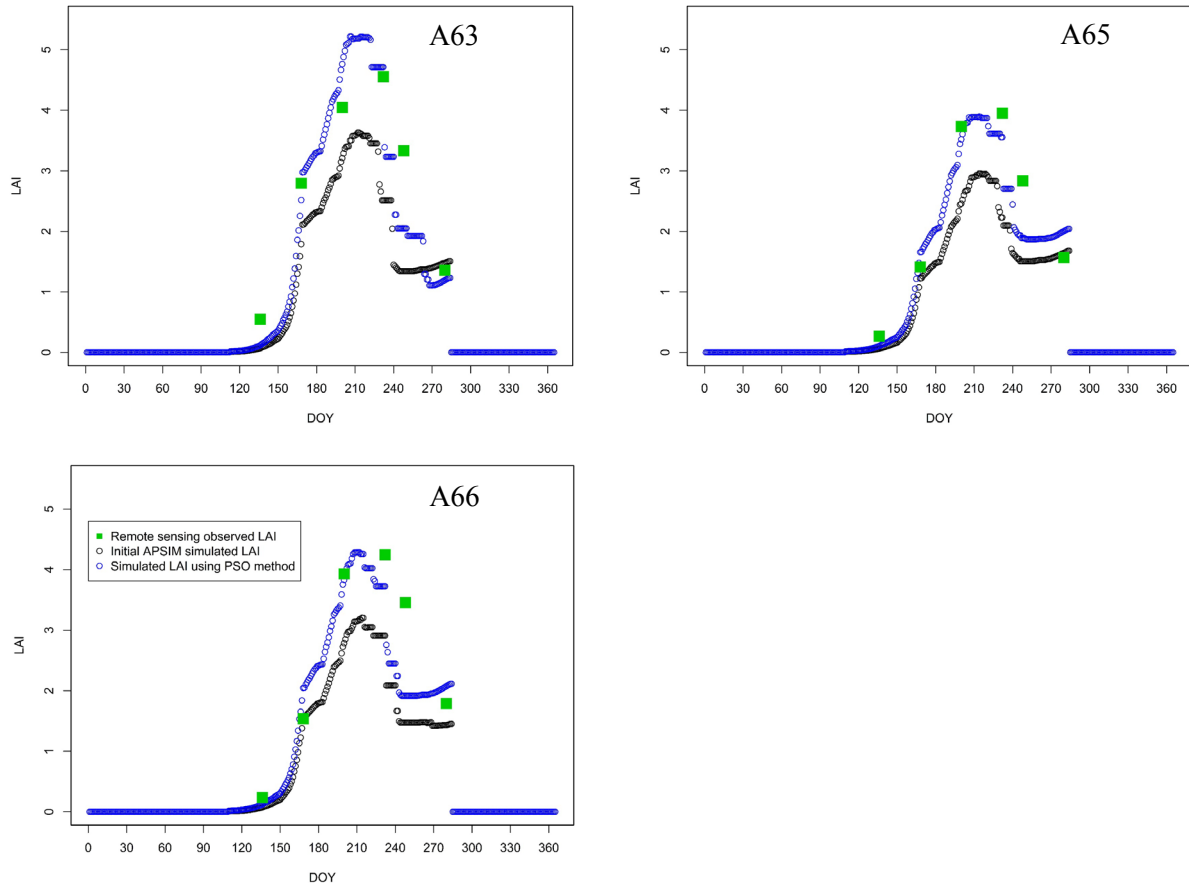 A63
LAI
5
4
3
2
1
0
0 30 60 90 120 150 180 210 240 270 300 330 360
DOY
A65
LAI
5
4
3
2
1
0
0 30 60 90 120 150 180 210 240 270 300 330 360
DOY
A66
Remote sensing observed LAI
Initial APSIM simulated LAI
Simulated LAI using PSO method
LAI
5
4
3
2
1
0
0 30 60 90 120 150 180 210 240 270 300 330 360
DOY